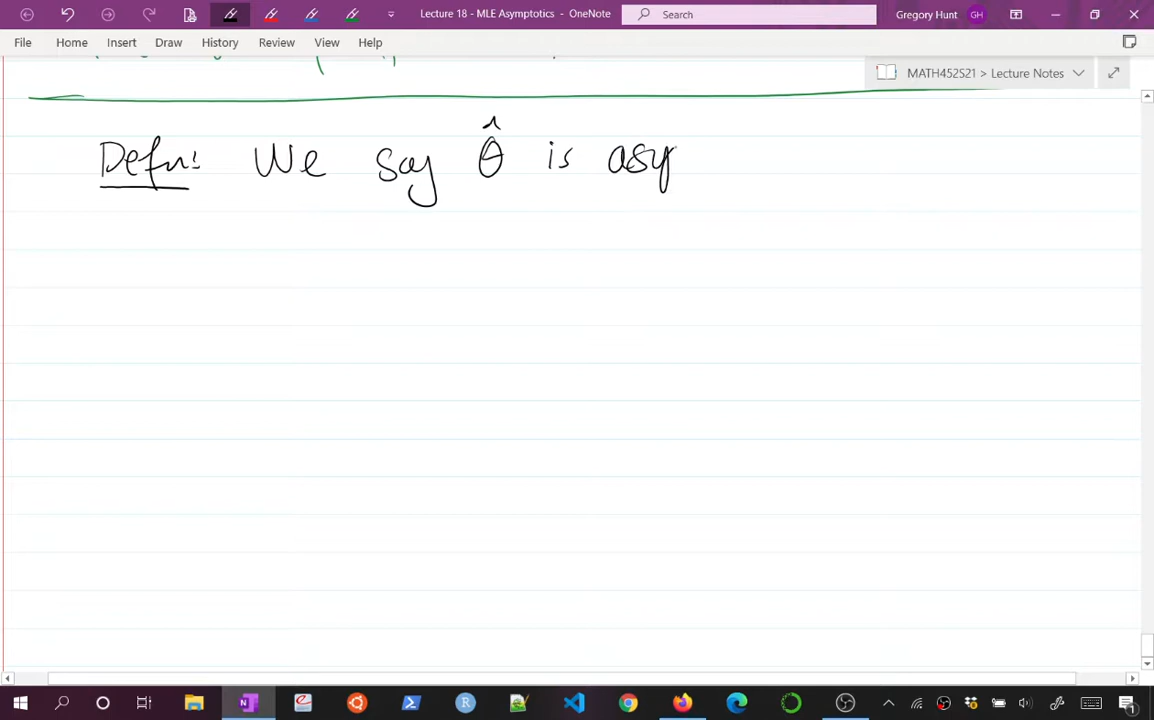 Lecture 18 - MLE Asymptotics - OneNote
Search
Gregory Hunt
GH
File Home Insert Draw History Review View Help
MATH452S21 > Lecture Notes
Defn: We say θ̂ is asy